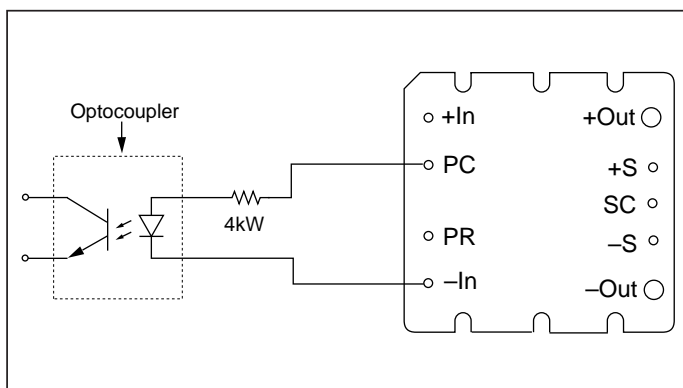 Optocoupler
4kW
+In
PC
PR
–In
+Out
+S
SC
–S
–Out